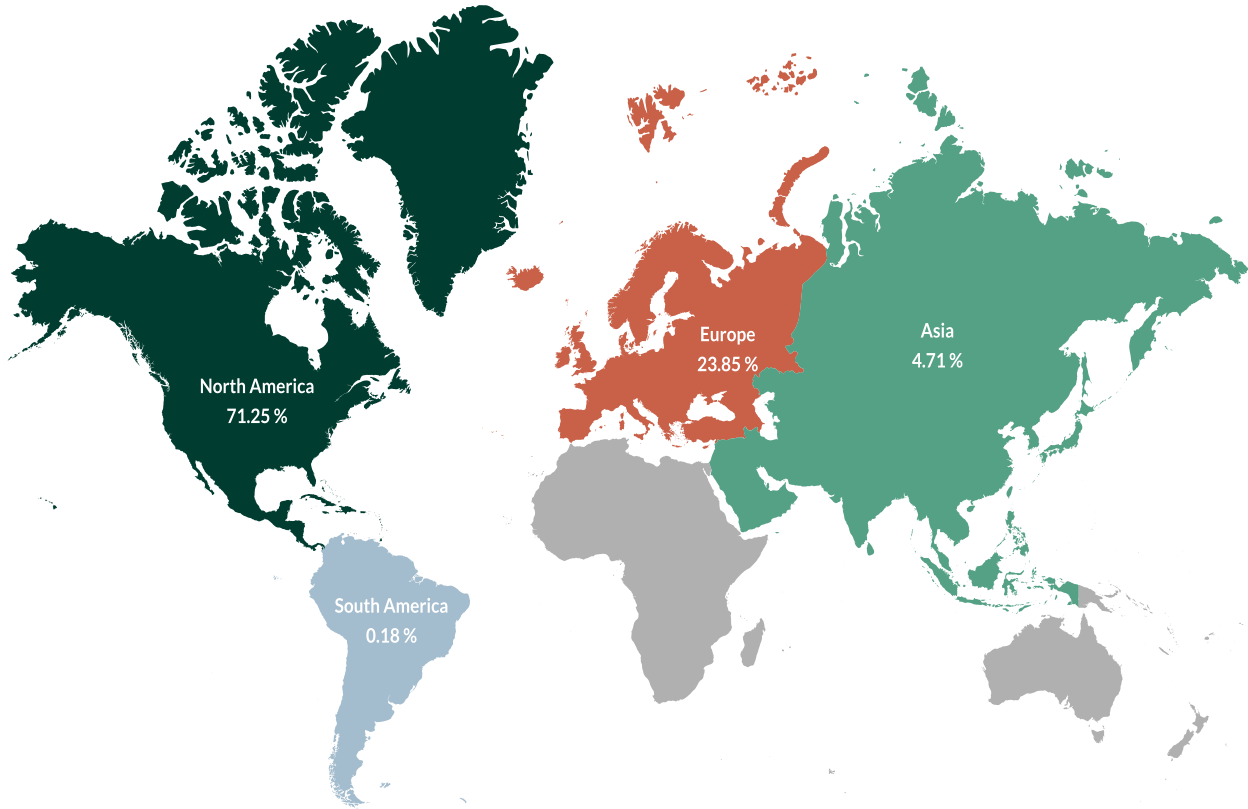 North America
71.25 %
Europe
23.85 %
Asia
4.71 %
South America
0.18 %